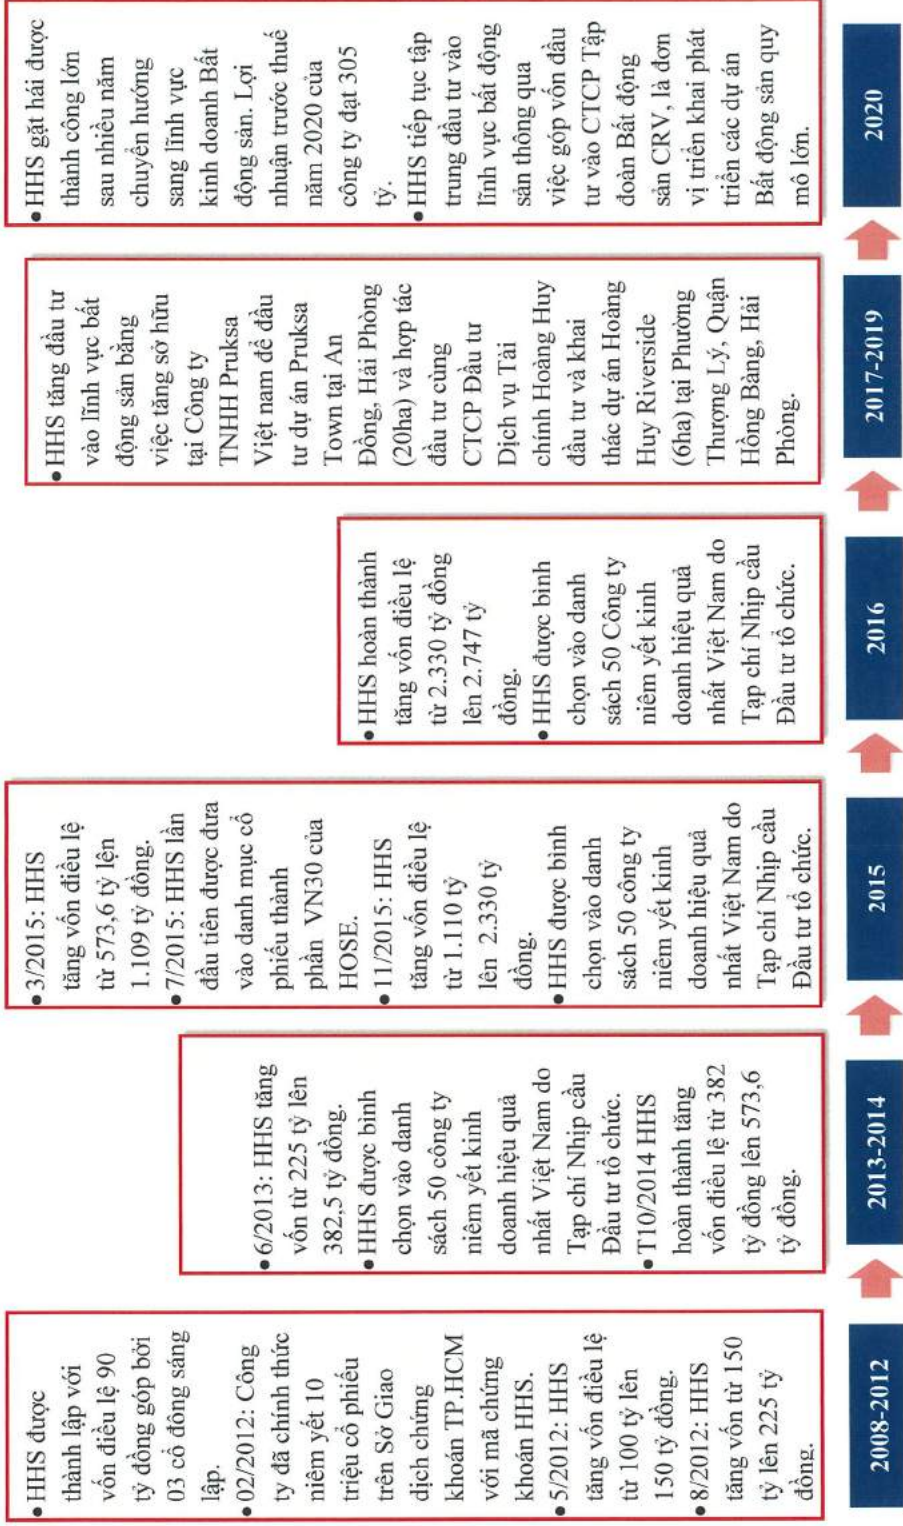 • HHS được
thành lập với
vốn điều lệ 90
tỷ đồng góp bởi
03 cổ đông sáng
lập.
• 02/2012: Công
ty đã chính thức
niêm yết 10
triệu cổ phiếu
trên Sở Giao
dịch chứng
khoán TP.HCM
với mã chứng
khoán HHS.
• 5/2012: HHS
tăng vốn điều lệ
từ 100 tỷ lên
150 tỷ đồng.
• 8/2012: HHS
tăng vốn từ 150
tỷ lên 225 tỷ
đồng.
2008-2012
• 6/2013: HHS tăng
vốn từ 225 tỷ lên
382,5 tỷ đồng.
• HHS được bình
chọn vào danh
sách 50 công ty
niêm yết kinh
doanh hiệu quả
nhất Việt Nam do
Tạp chí Nhịp cầu
Đầu tư tổ chức.
• T10/2014 HHS
hoàn thành tăng
vốn điều lệ từ 382
tỷ đồng lên 573,6
tỷ đồng.
2013-2014
• 3/2015: HHS
tăng vốn điều lệ
từ 573,6 tỷ lên
1.109 tỷ đồng.
• 7/2015: HHS lần
đầu tiên được đưa
vào danh mục cổ
phiếu thành
phần VN30 của
HOSE.
• 11/2015: HHS
tăng vốn điều lệ
từ 1.110 tỷ
lên 2.330 tỷ
đồng.
• HHS được bình
chọn vào danh
sách 50 công ty
niêm yết kinh
doanh hiệu quả
nhất Việt Nam do
Tạp chí Nhịp cầu
Đầu tư tổ chức.
2015
• HHS hoàn thành
tăng vốn điều lệ
từ 2.330 tỷ đồng
lên 2.747 tỷ
đồng.
• HHS được bình
chọn vào danh
sách 50 Công ty
niêm yết kinh
doanh hiệu quả
nhất Việt Nam do
Tạp chí Nhịp cầu
Đầu tư tổ chức.
2016
• HHS tăng đầu tư
vào lĩnh vực bất
động sản bằng
việc tăng sở hữu
tại Công ty
TNHH Pruksa
Việt nam để đầu
tư dự án Pruksa
Town tại An
Đồng, Hải Phòng
(20ha) và hợp tác
đầu tư cùng
CTCP Đầu tư
Dịch vụ Tài
chính Hoàng Huy
đầu tư và khai
thác dự án Hoàng
Huy Riverside
(6ha) tại Phường
Thượng Lý, Quận
Hồng Bàng, Hải
Phòng.
2017-2019
• HHS gặt hái được
thành công lớn
sau nhiều năm
chuyển hướng
sang lĩnh vực
kinh doanh Bất
động sản. Lợi
nhuận trước thuế
năm 2020 của
công ty đạt 305
tỷ.
• HHS tiếp tục tập
trung đầu tư vào
lĩnh vực bất động
sản thông qua
việc góp vốn đầu
tư vào CTCP Tập
đoàn Bất động
sản CRV, là đơn
vị triển khai phát
triển các dự án
Bất động sản quy
mô lớn.
2020